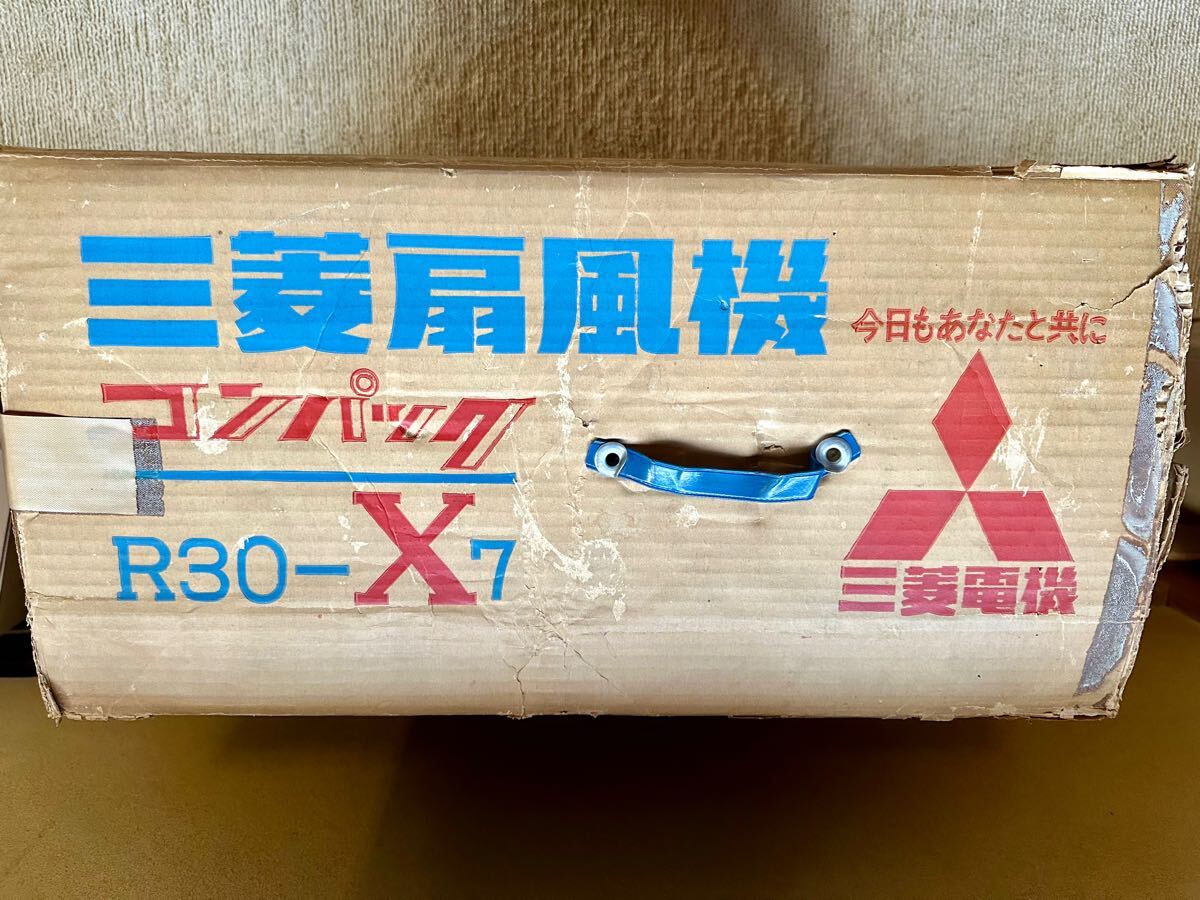 三菱扇風機
コンパック
R30-X7
今日もあなたと共に
三菱電機